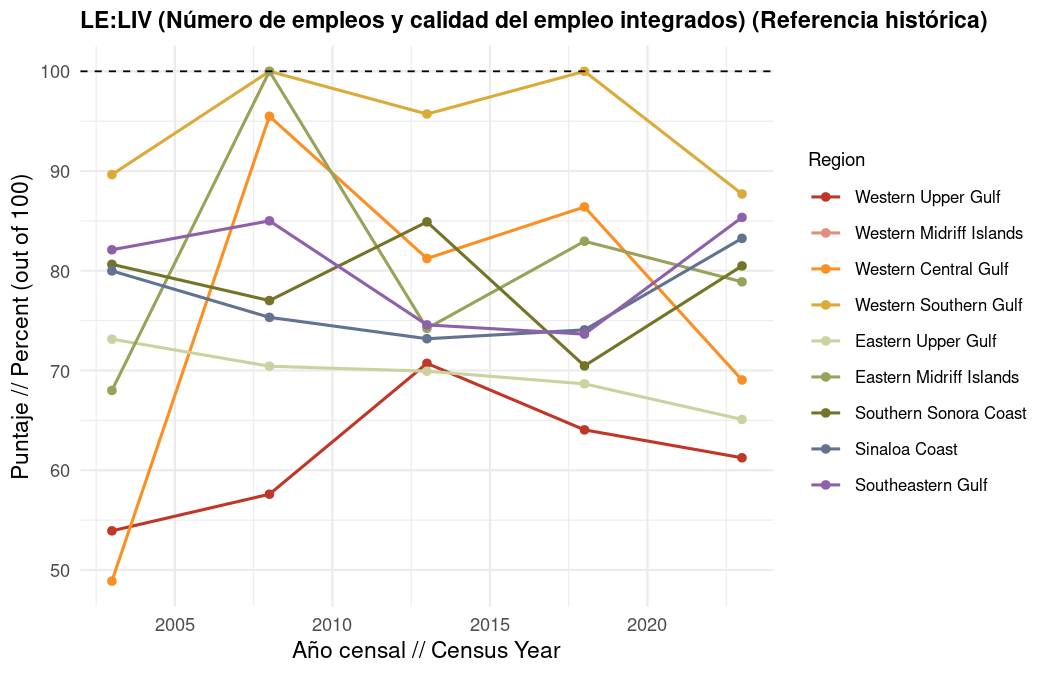 LE:LIV (Número de empleos y calidad del empleo integrados) (Referencia histórica)
100
90
80
70
60
50
Puntaje // Percent (out of 100)
2005
2010
2015
2020
Año censal // Census Year
Region
Western Upper Gulf
Western Midriff Islands
Western Central Gulf
Western Southern Gulf
Eastern Upper Gulf
Eastern Midriff Islands
Southern Sonora Coast
Sinaloa Coast
Southeastern Gulf